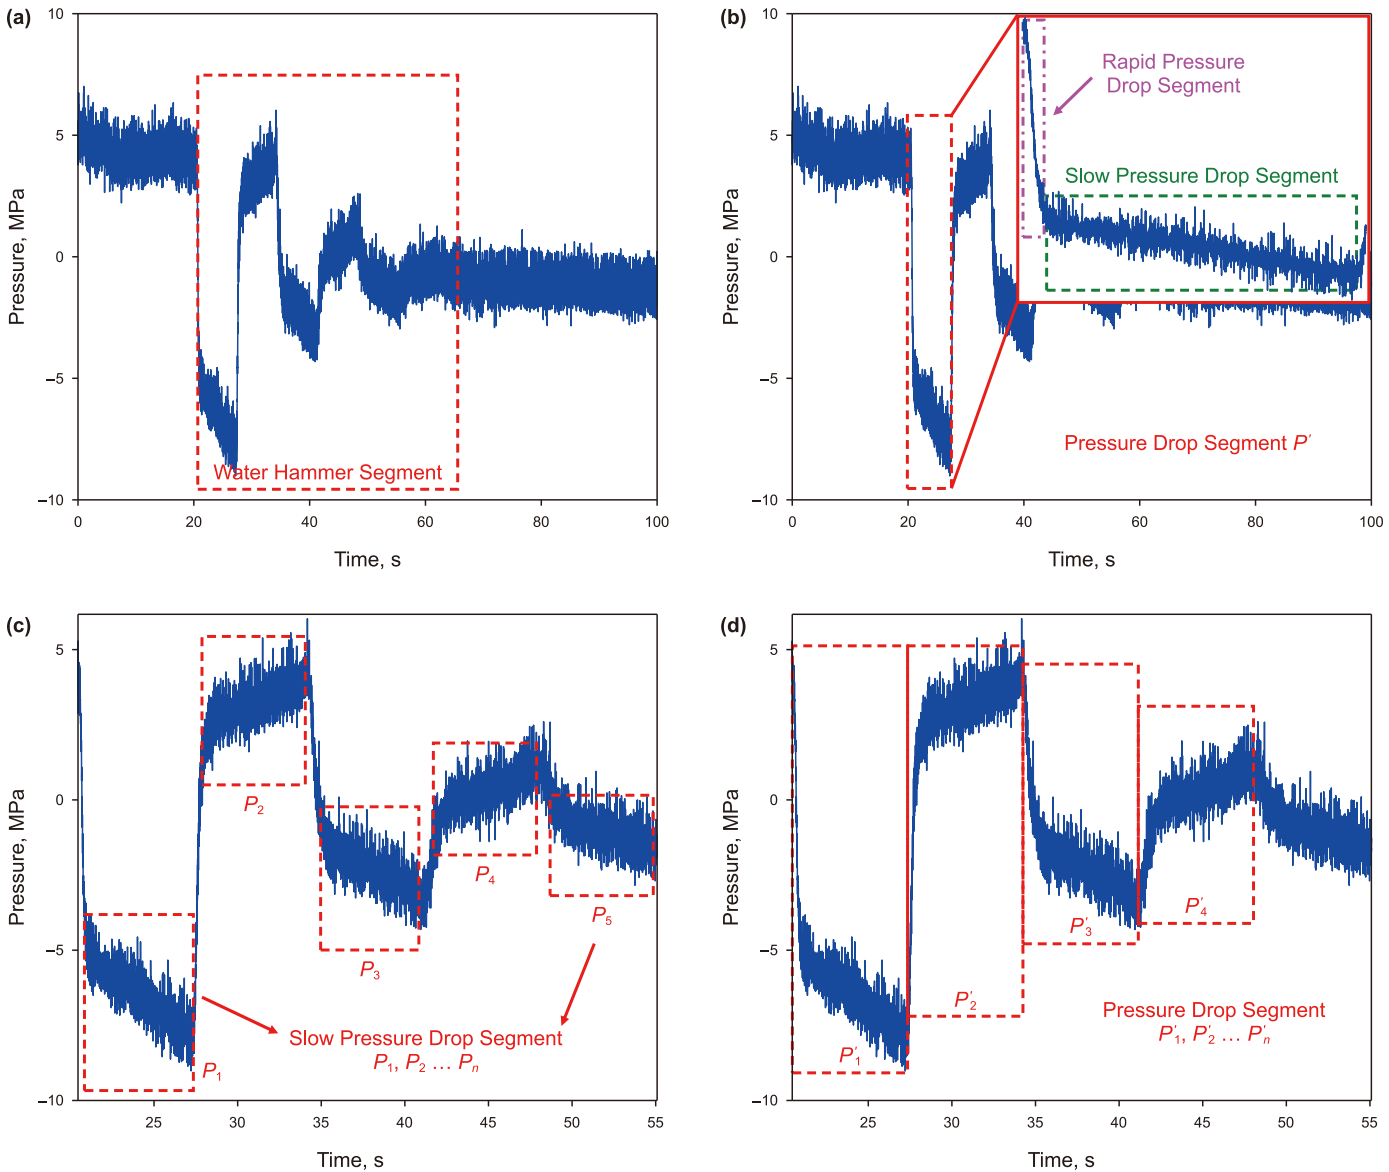 (a)
10
5
0
–5
–10
Pressure, MPa
Water Hammer Segment
0 20 40 60 80 100
Time, s
(b)
10
5
0
–5
–10
Pressure, MPa
Rapid Pressure
Drop Segment
Slow Pressure Drop Segment
Pressure Drop Segment P′
0 20 40 60 80 100
Time, s
(c)
5
0
–5
–10
Pressure, MPa
P2
P4
P5
P3
P1
Slow Pressure Drop Segment
P1, P2 ... Pn
25 30 35 40 45 50 55
Time, s
(d)
5
0
–5
–10
Pressure, MPa
P′4
P′3
P′2
P′1
Pressure Drop Segment
P′1, P′2 ... P′n
25 30 35 40 45 50 55
Time, s